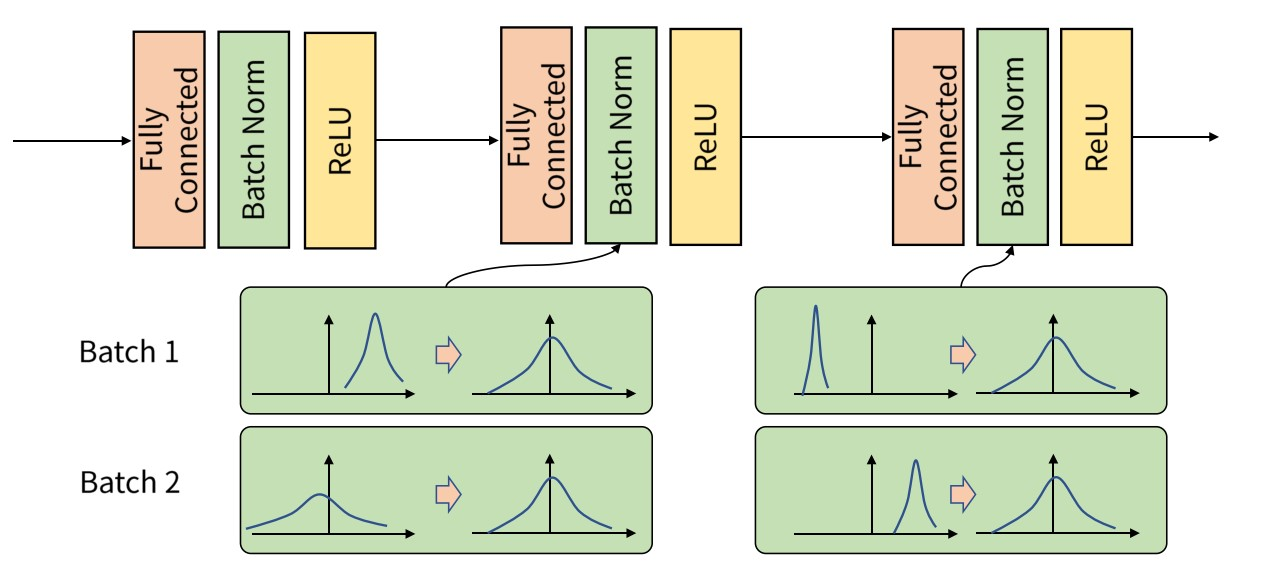 Fully
Connected
Batch Norm
ReLU
Fully
Connected
Batch Norm
ReLU
Fully
Connected
Batch Norm
ReLU
Batch 1
Batch 2